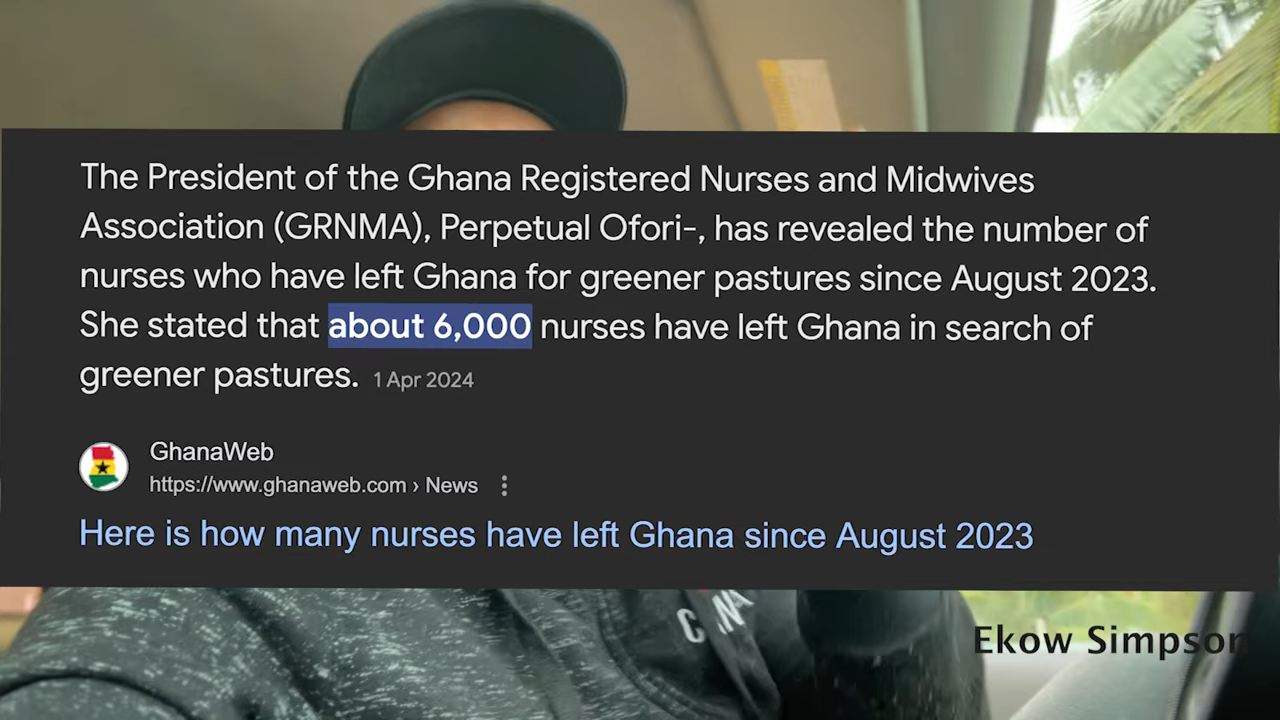 The President of the Ghana Registered Nurses and Midwives
Association (GRNMA), Perpetual Ofori-, has revealed the number of
nurses who have left Ghana for greener pastures since August 2023.
She stated that about 6,000 nurses have left Ghana in search of
greener pastures. 1 Apr 2024
GhanaWeb
https://www.ghanaweb.com › News
Here is how many nurses have left Ghana since August 2023
Ekow Simpson